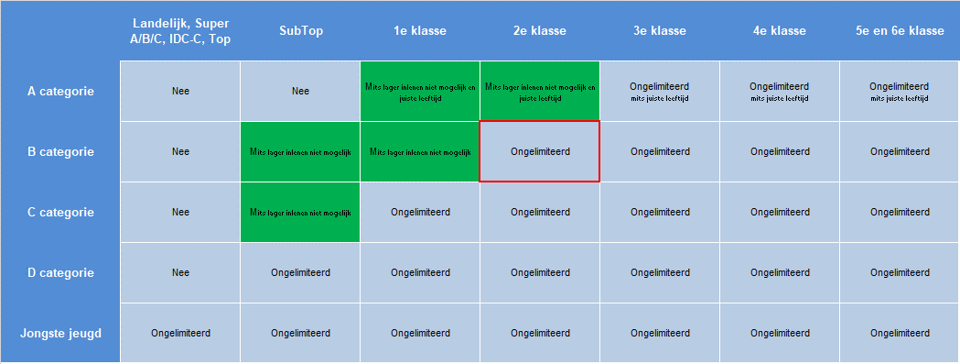 Landelijk, Super
A/B/C, IDC-C, Top
SubTop
1e klasse
2e klasse
3e klasse
4e klasse
5e en 6e klasse
A categorie
Nee
Nee
Mits lager inlenen niet mogelijk en
juiste leeftijd
Mits lager inlenen niet mogelijk en
juiste leeftijd
Ongelimiteerd
mits juiste leeftijd
Ongelimiteerd
mits juiste leeftijd
Ongelimiteerd
mits juiste leeftijd
B categorie
Nee
Mits lager inlenen niet mogelijk
Mits lager inlenen niet mogelijk
Ongelimiteerd
Ongelimiteerd
Ongelimiteerd
Ongelimiteerd
C categorie
Nee
Mits lager inlenen niet mogelijk
Ongelimiteerd
Ongelimiteerd
Ongelimiteerd
Ongelimiteerd
Ongelimiteerd
D categorie
Nee
Ongelimiteerd
Ongelimiteerd
Ongelimiteerd
Ongelimiteerd
Ongelimiteerd
Ongelimiteerd
Jongste jeugd
Ongelimiteerd
Ongelimiteerd
Ongelimiteerd
Ongelimiteerd
Ongelimiteerd
Ongelimiteerd
Ongelimiteerd